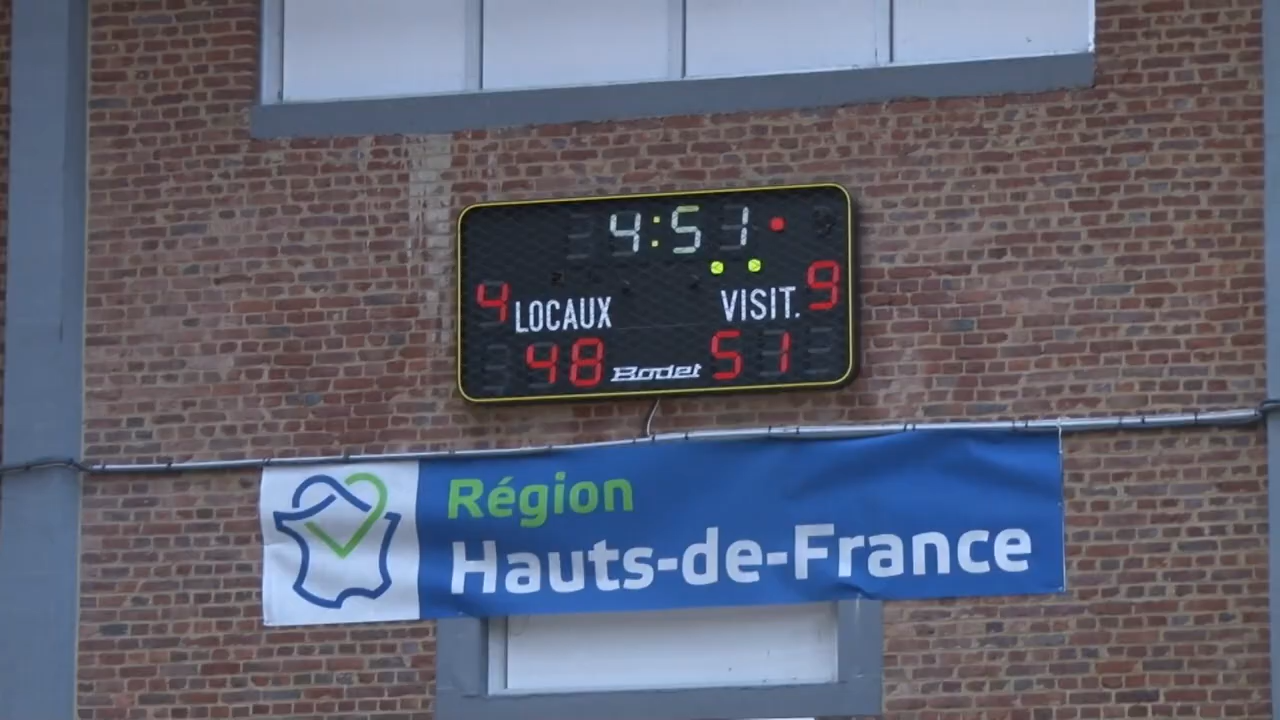 4:51
4 LOCAUX VISIT. 9
48 Bodet 51
Région
Hauts-de-France